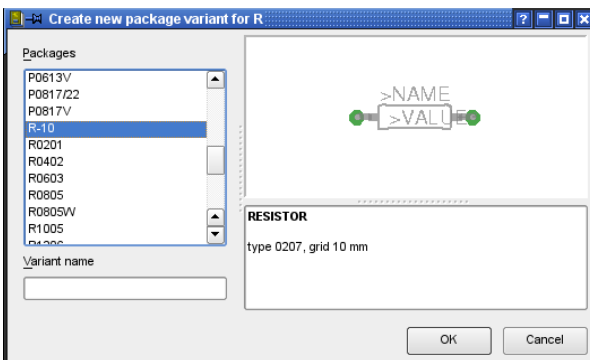 Create new package variant for R
Packages
P0613V
P0817/22
P0817V
R-10
R0201
R0402
R0603
R0805
R0805W
R1005
R1206
Variant name
>NAME
>VALUE
RESISTOR
type 0207, grid 10 mm
OK
Cancel